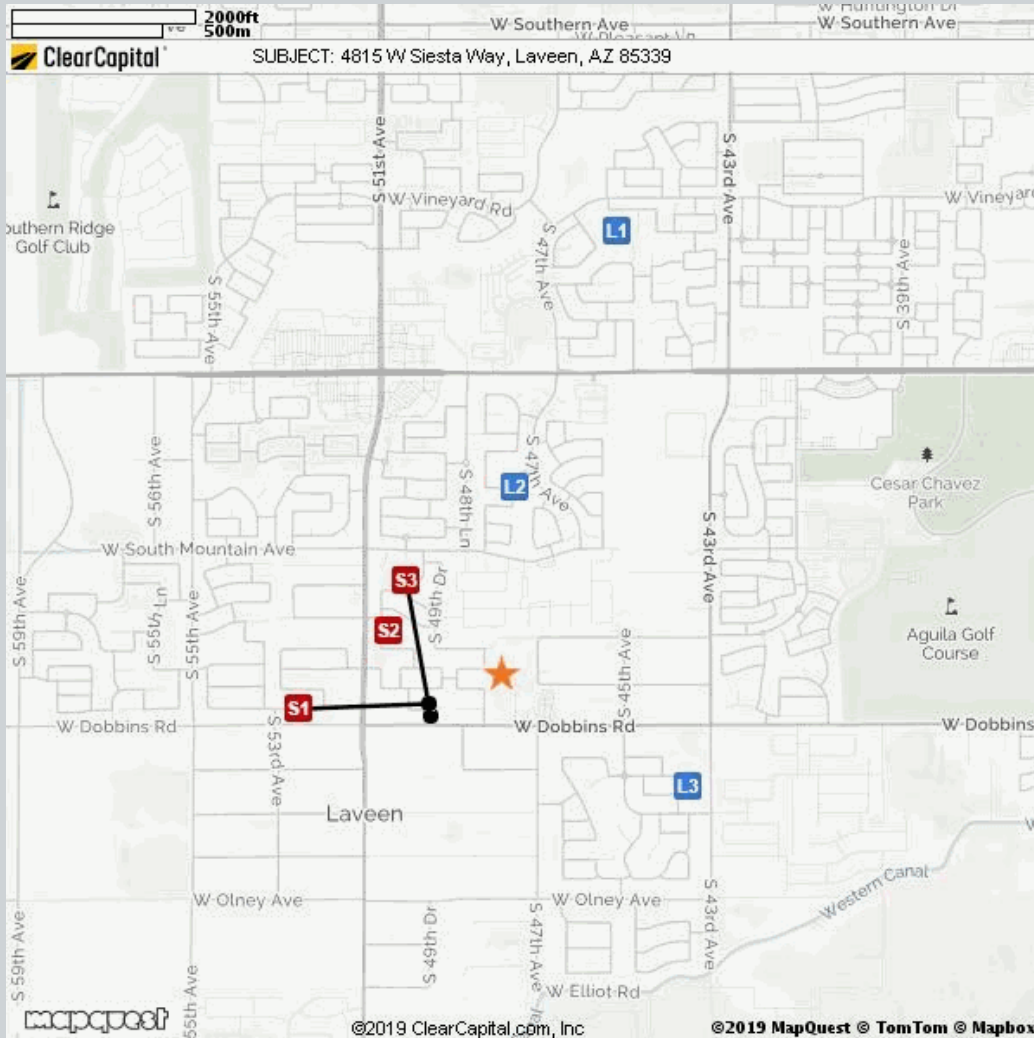 2000ft
500m
W Southern Ave
W Huntington Dr
W Southern Ave
ClearCapital
SUBJECT: 4815 W Siesta Way, Laveen, AZ 85339
S 51st Ave
S 43rd Ave
W Vineyard Rd
W Vineyard
outhern Ridge
Golf Club
L1
S 47th Ave
S 55th Ave
S 39th Ave
S 56th Ave
S 48th Ln
S 47th Ave
L2
Cesar Chavez
Park
W South Mountain Ave
S 43rd Ave
S3
S 49th Dr
S 59th Ave
S 55th Ln
S 55th Ave
S2
S 45th Ave
Aguila Golf
Course
S1
W Dobbins Rd
W Dobbins Rd
W Dobbins
S 53rd Ave
L3
Laveen
W Olney Ave
W Olney Ave
Western Canal
S 59th Ave
55th Ave
S 49th Dr
S 47th Ave
S 43rd Ave
W Elliot Rd
mapquest
©2019 ClearCapital.com, Inc
©2019 MapQuest © TomTom © Mapbox